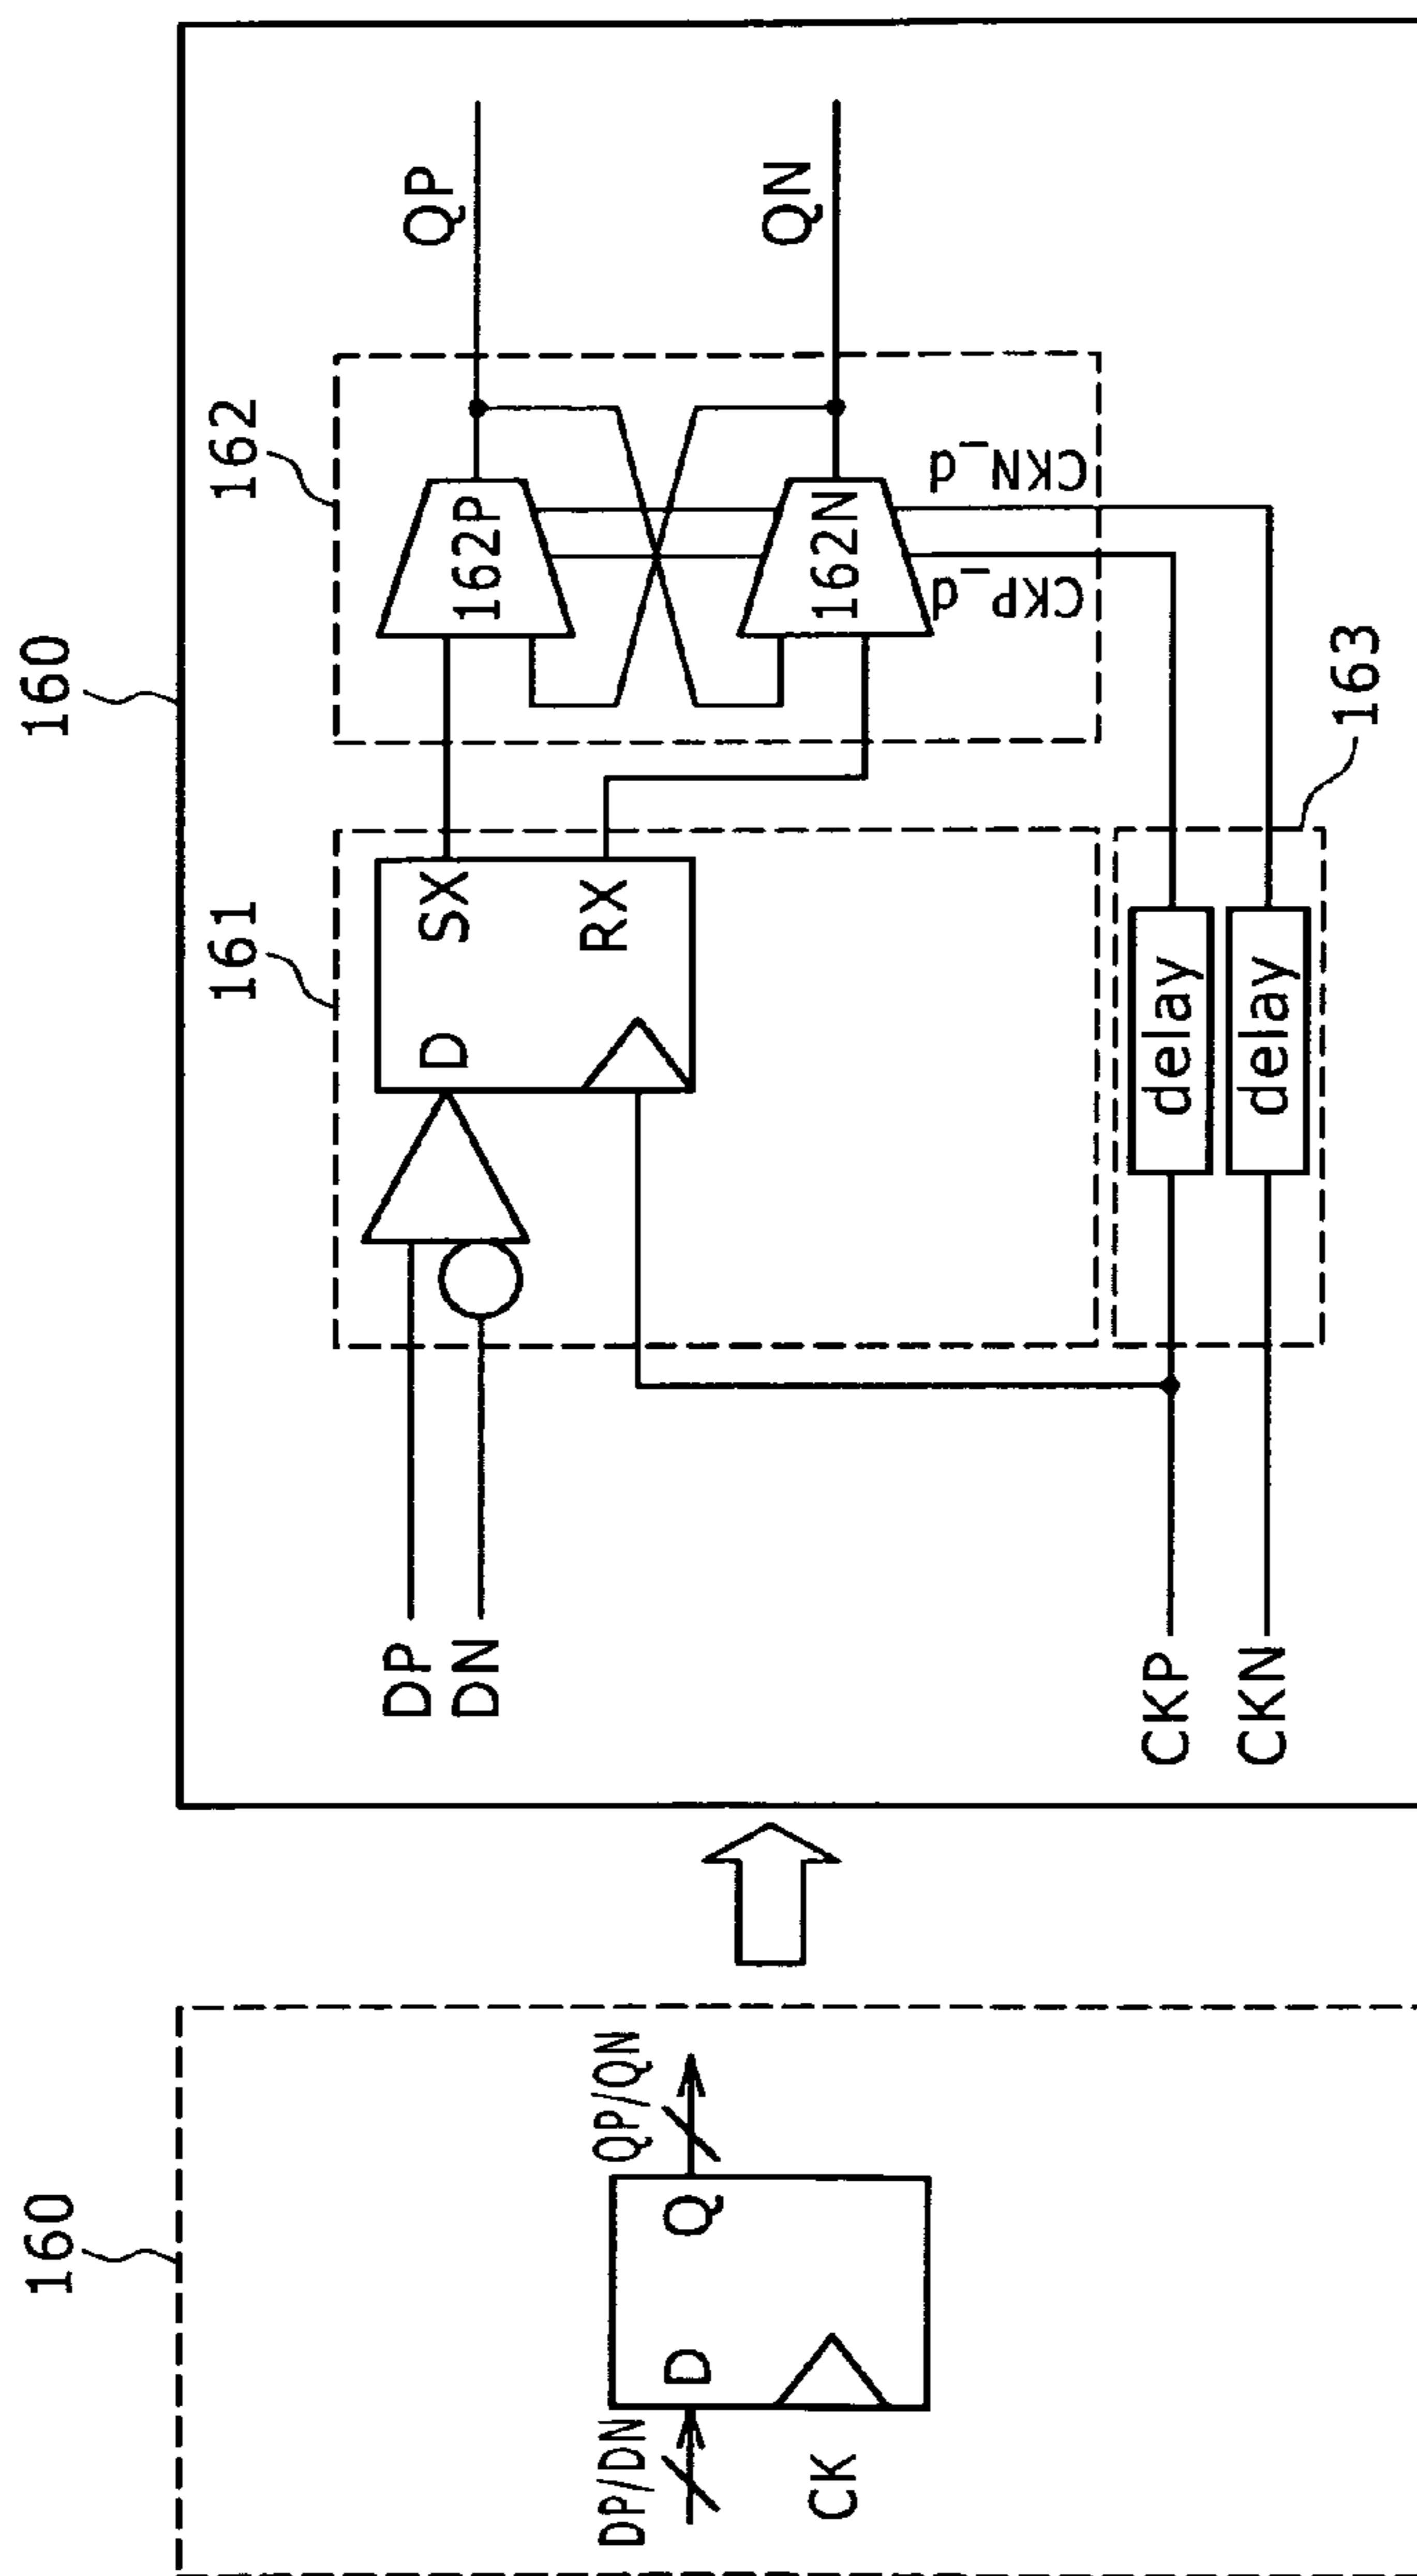 160
DP/DN
D
Q
QP/QN
CK
160
161
162
DP
DN
D
SX
RX
162P
QP
162N
QN
CKP_d
CKN_d
CKP
CKN
delay
delay
163